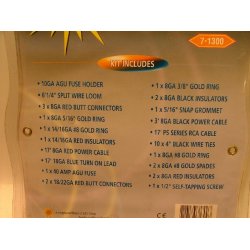 7-1300
KIT INCLUDES
• 10GA AGU FUSE HOLDER
• 6'1/4" SPLIT WIRE LOOM
• 3 x 8GA RED BUTT CONNECTORS
• 1 x 8GA 5/16" GOLD RING
• 1 x 14/16GA #8 GOLD RING
• 1 x 14/16GA RED INSULATORS
• 17' 8GA RED POWER CABLE
• 17' 18GA BLUE TURN ON LEAD
• 1 x 40 AMP AGU FUSE
• 2 x 18/22GA RED BUTT CONNECTORS
• 1 x 8GA 3/8" GOLD RING
• 2 x 8GA BLACK INSULATORS
• 1 x 5/16" SNAP GROMMET
• 3' 8GA BLACK POWER CABLE
• 17' PS SERIES RCA CABLE
• 10 x 4" BLACK WIRE TIES
• 1 x 8GA #8 GOLD RING
• 2 x 8GA #8 GOLD SPADES
• 2 x 8GA RED INSULATORS
• 1 x 1/2" SELF-TAPPING SCREW
CE